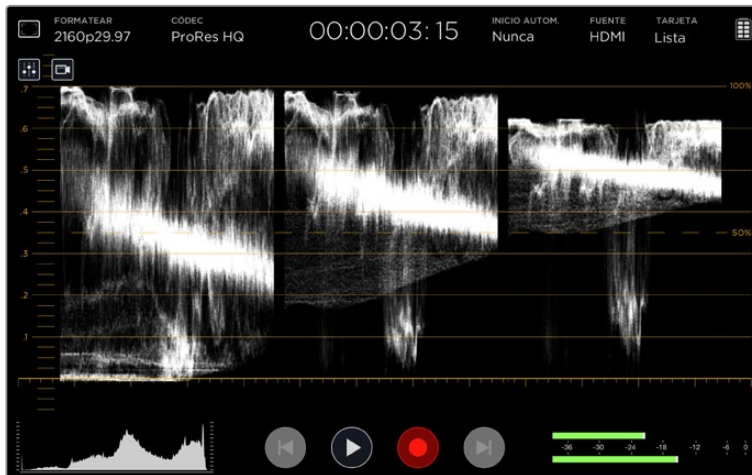 FORMATEAR
2160p29.97
CÓDEC
ProRes HQ
00:00:03:15
INICIO AUTOM.
Nunca
FUENTE
HDMI
TARJETA
Lista
.7
100%
.6
.5
.4
50%
.3
.2
.1
-36 -30 -24 -18 -12 -6 0